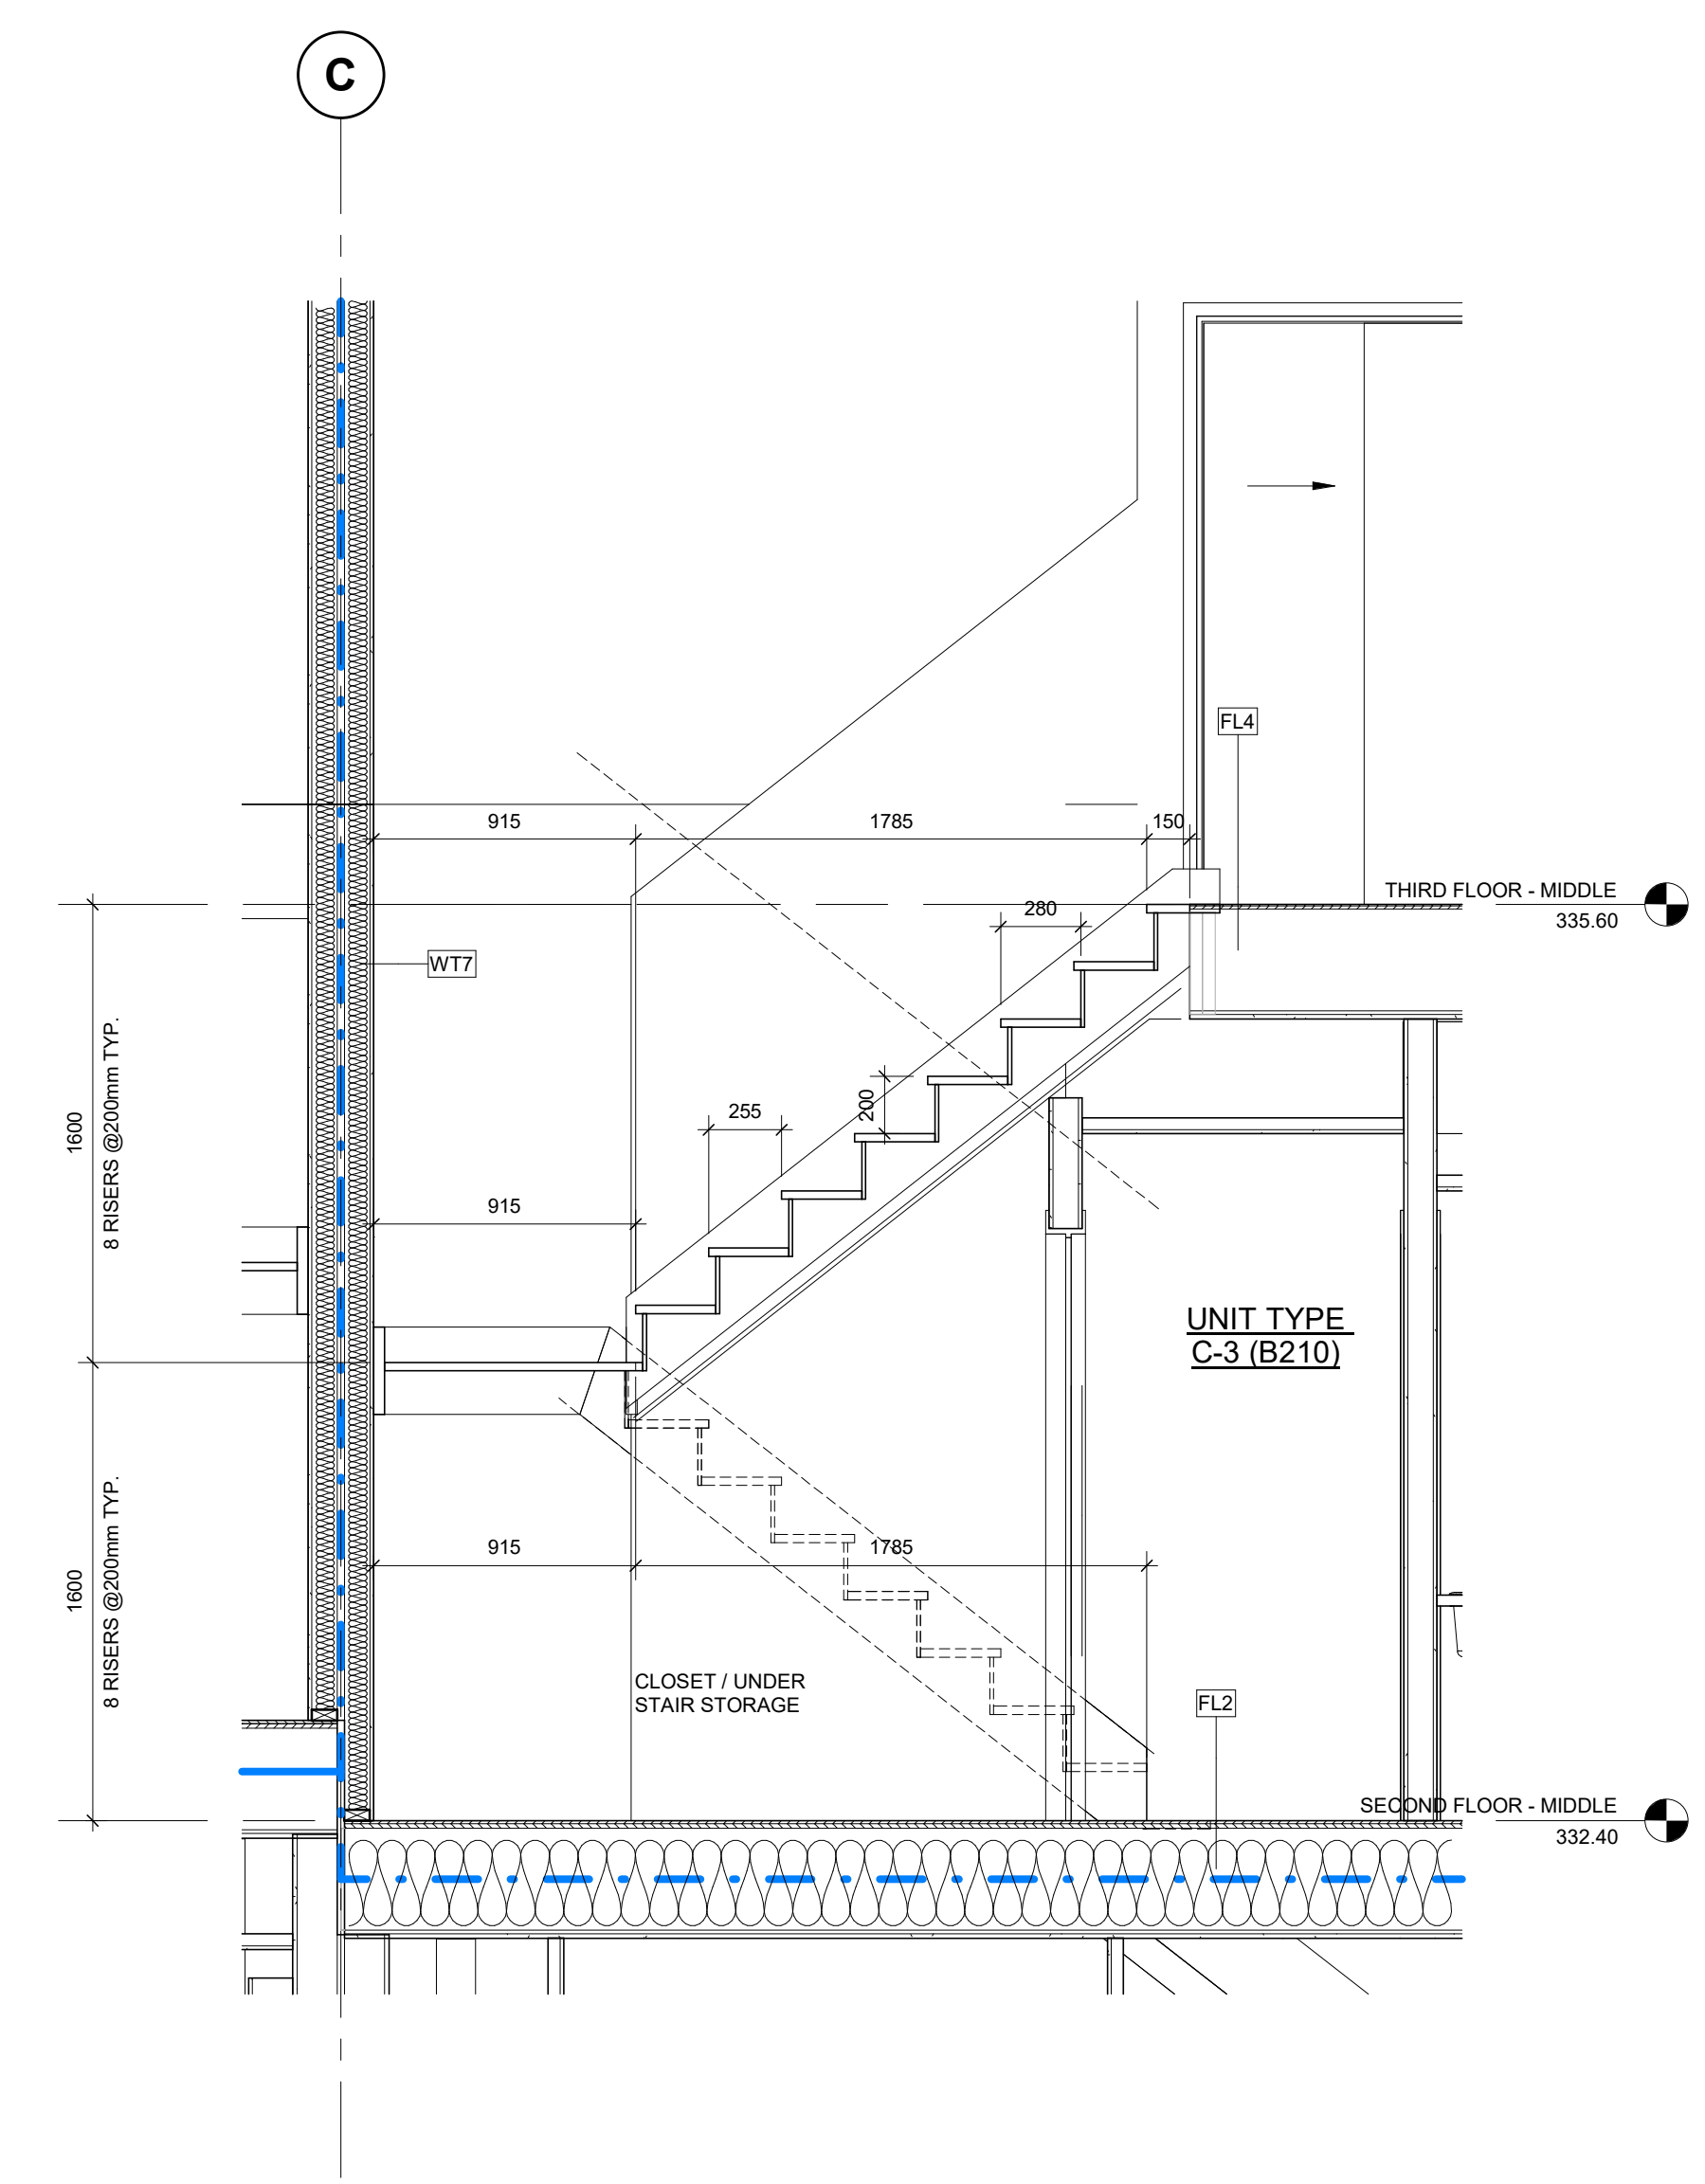 C
FL4
915
1785
150
THIRD FLOOR - MIDDLE
335.60
280
WT7
1600
8 RISERS @200mm TYP.
255
200
915
UNIT TYPE
C-3 (B210)
1600
8 RISERS @200mm TYP.
915
1785
CLOSET / UNDER
STAIR STORAGE
FL2
SECOND FLOOR - MIDDLE
332.40